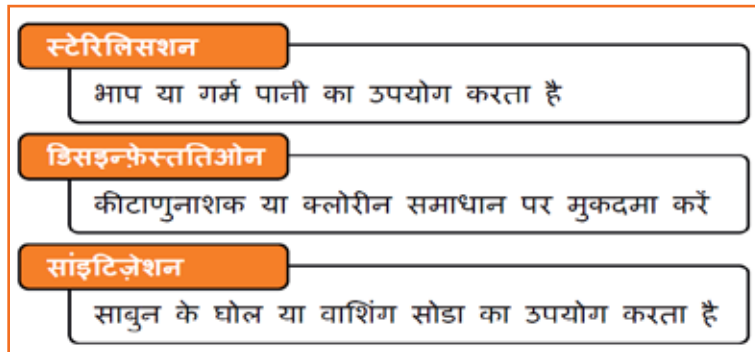 स्टेरिलिसशन
भाप या गर्म पानी का उपयोग करता है
डिसइन्फ़ेस्ततिओन
कीटाणुनाशक या क्लोरीन समाधान पर मुकदमा करें
सांइटिज़ेशन
साबुन के घोल या वाशिंग सोडा का उपयोग करता है